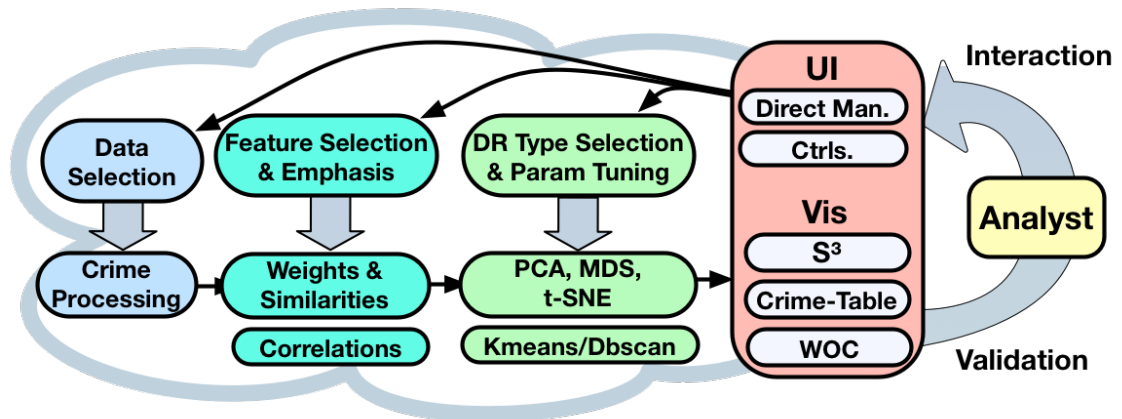 Data
Selection
Feature Selection
& Emphasis
DR Type Selection
& Param Tuning
Crime
Processing
Weights &
Similarities
Correlations
PCA, MDS,
t-SNE
Kmeans/Dbscan
UI
Direct Man.
Ctrls.
Vis
S³
Crime-Table
WOC
Interaction
Analyst
Validation